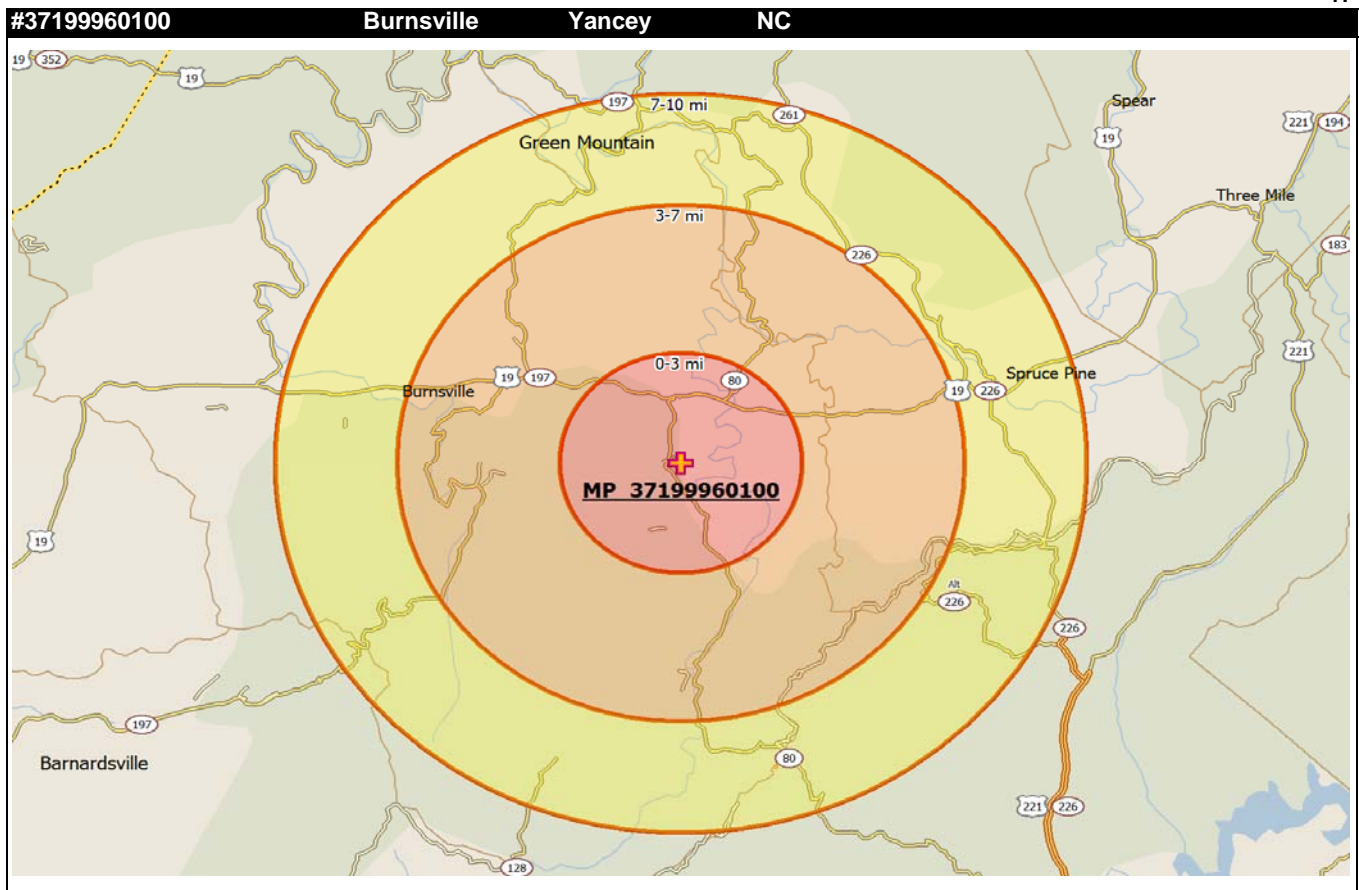 #37199960100 Burnsville Yancey NC
19 352
19
197 7-10 mi
261
Spear
221 194
19
Green Mountain
Three Mile
3-7 mi
183
226
221
0-3 mi
19 197
80
Spruce Pine
Burnsville
19 226
MP 37199960100
19
Alt
226
226
197
Barnardsville
80
221 226
128